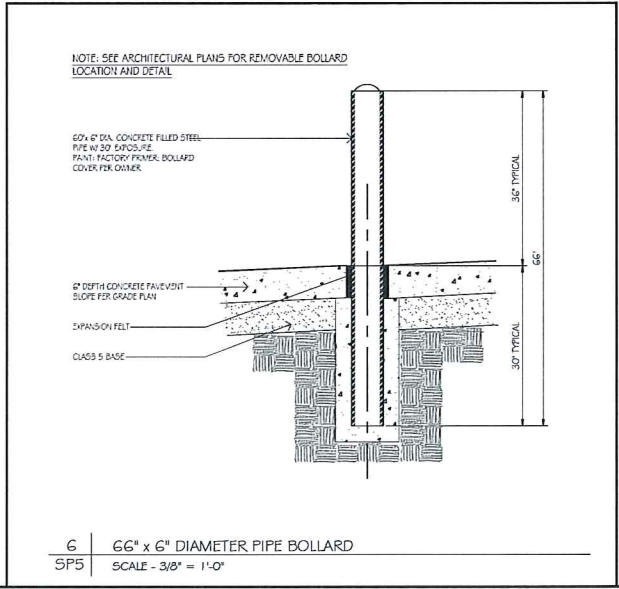 NOTE: SEE ARCHITECTURAL PLANS FOR REMOVABLE BOLLARD
LOCATION AND DETAIL
60"x 6" DIA. CONCRETE FILLED STEEL
PIPE W/ 30" EXPOSURE.
PAINT: FACTORY PRIMER: BOLLARD
COVER PER OWNER
36" TYPICAL
66"
6" DEPTH CONCRETE PAVEVENT
SLOPE PER GRADE PLAN
EXPANSION FELT
CLASS 5 BASE
30" TYPICAL
6 66" x 6" DIAMETER PIPE BOLLARD
SP5 SCALE - 3/8" = 1'-0"